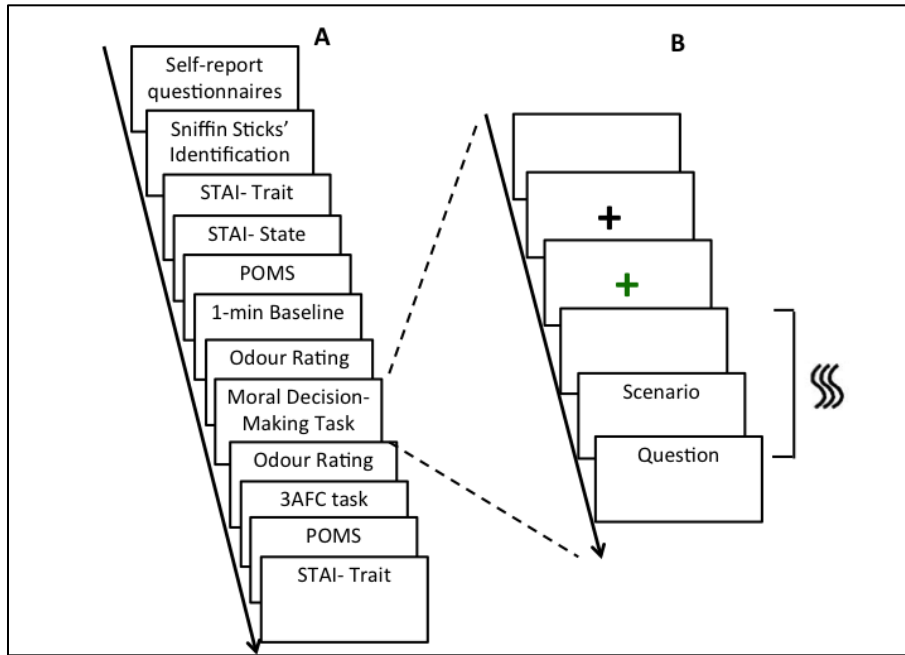 A
Self-report
questionnaires
Sniffin Sticks’
Identification
STAI- Trait
STAI- State
POMS
1-min Baseline
Odour Rating
Moral Decision-
Making Task
Odour Rating
3AFC task
POMS
STAI- Trait
B
+
+
Scenario
Question